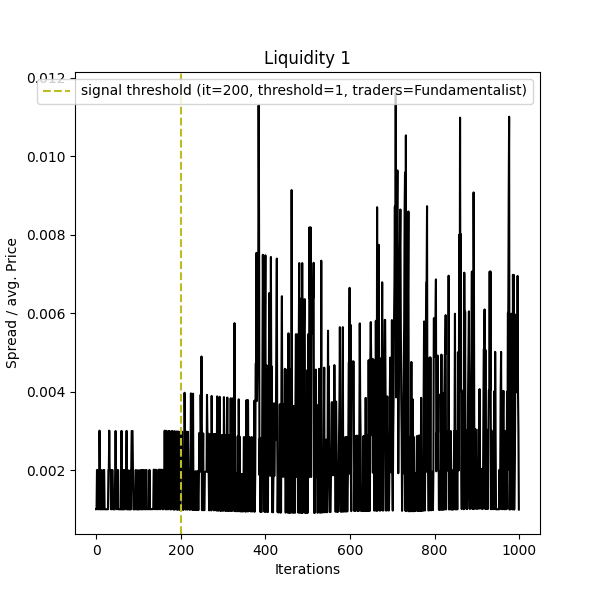 Liquidity 1
signal threshold (it=200, threshold=1, traders=Fundamentalist)
0.012
0.010
0.008
0.006
0.004
0.002
Spread / avg. Price
0 200 400 600 800 1000
Iterations